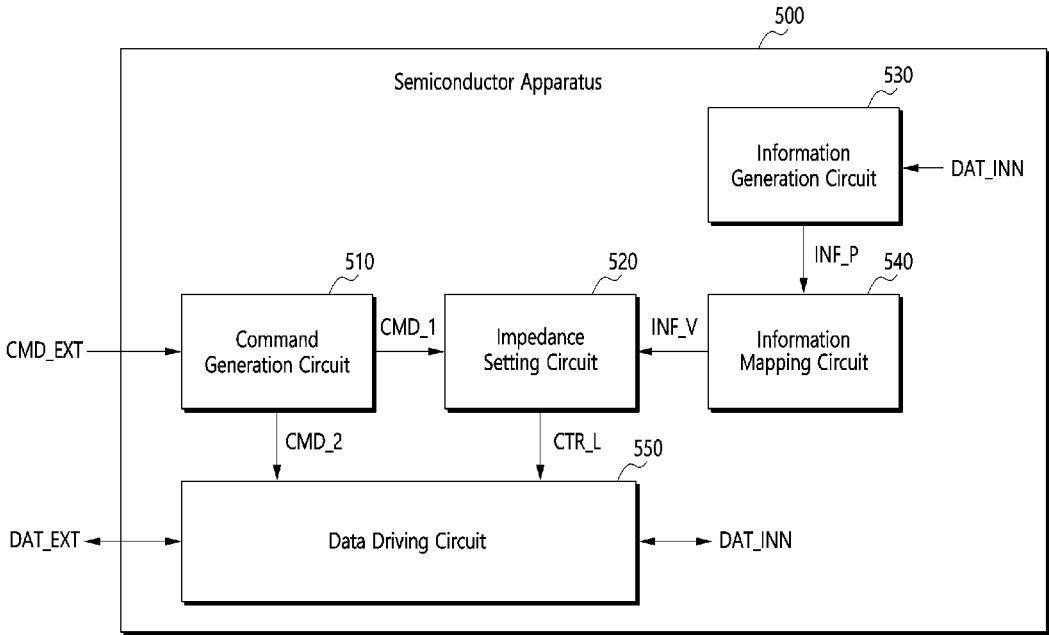 500
Semiconductor Apparatus
530
Information
Generation Circuit
DAT_INN
INF_P
510
520
540
CMD_EXT
Command
Generation Circuit
CMD_1
Impedance
Setting Circuit
INF_V
Information
Mapping Circuit
CMD_2
CTR_L
550
DAT_EXT
Data Driving Circuit
DAT_INN